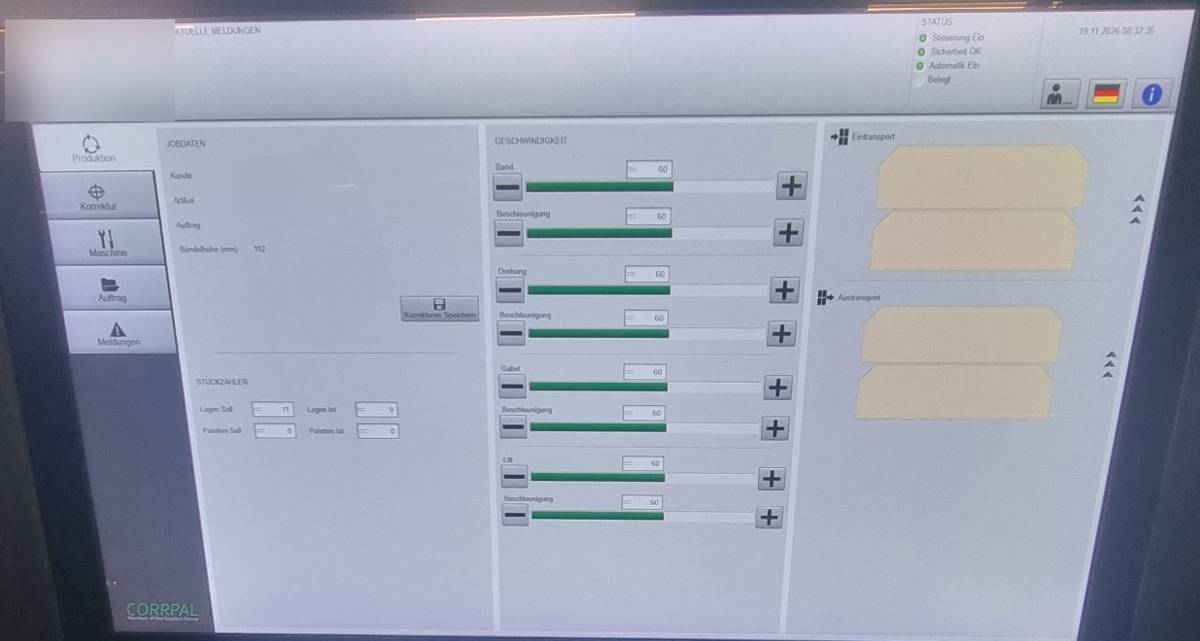 KTUELLE MELDUNGEN
STATUS
Steuerung Ein
Sicherheit OK
Automatik Ein
Belegt
19.11.2026 08:32:35
Produktion
Korrektur
Maschine
Auftrag
Meldungen
JOBDATEN
Kunde
Artikel
Auftrag
Bündelhöhe (mm) 112
Korrekturen Speichern
STÜCKZÄHLER
Lagen Soll 11 Lagen Ist 9
Paletten Soll 0 Paletten Ist 0
GESCHWINDIGKEIT
Band 60
Beschleunigung 60
Drehung 60
Beschleunigung 60
Gabel 60
Beschleunigung 60
Lift 60
Beschleunigung 60
Eintransport
Austransport
CORRPAL